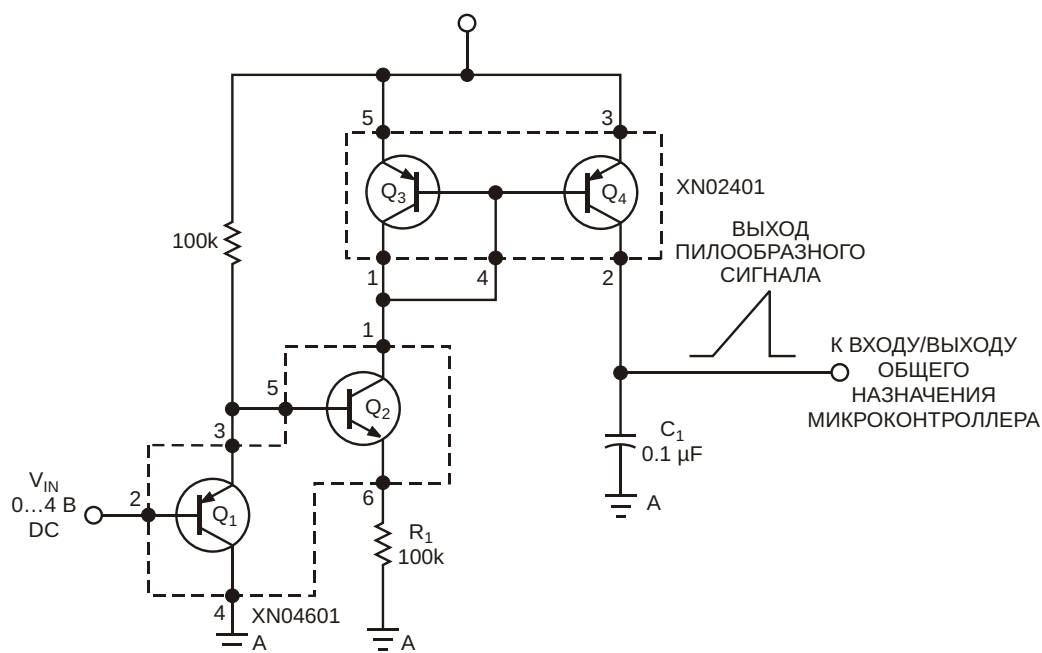 5
3
Q3
Q4
XN02401
ВЫХОД
ПИЛООБРАЗНОГО
СИГНАЛА
100k
1
4
2
1
К ВХОДУ/ВЫХОДУ
ОБЩЕГО
НАЗНАЧЕНИЯ
МИКРОКОНТРОЛЛЕРА
5
Q2
3
C1
0.1 µF
A
VIN
0...4 В
DC
2
Q1
6
R1
100k
4
XN04601
A
A